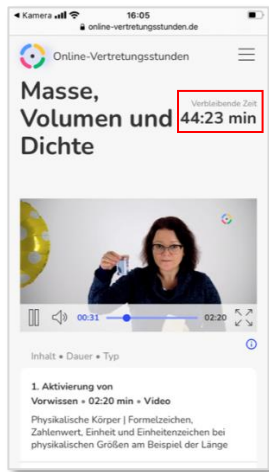 Kamera 16:05
online-vertretungsstunden.de
Online-Vertretungsstunden
Masse,
Verbleibende Zeit
Volumen und 44:23 min
Dichte
00:31 02:20
Inhalt • Dauer • Typ
1. Aktivierung von
Vorwissen • 02:20 min • Video
Physikalische Körper | Formelzeichen,
Zahlenwert, Einheit und Einheitenzeichen bei
physikalischen Größen am Beispiel der Länge